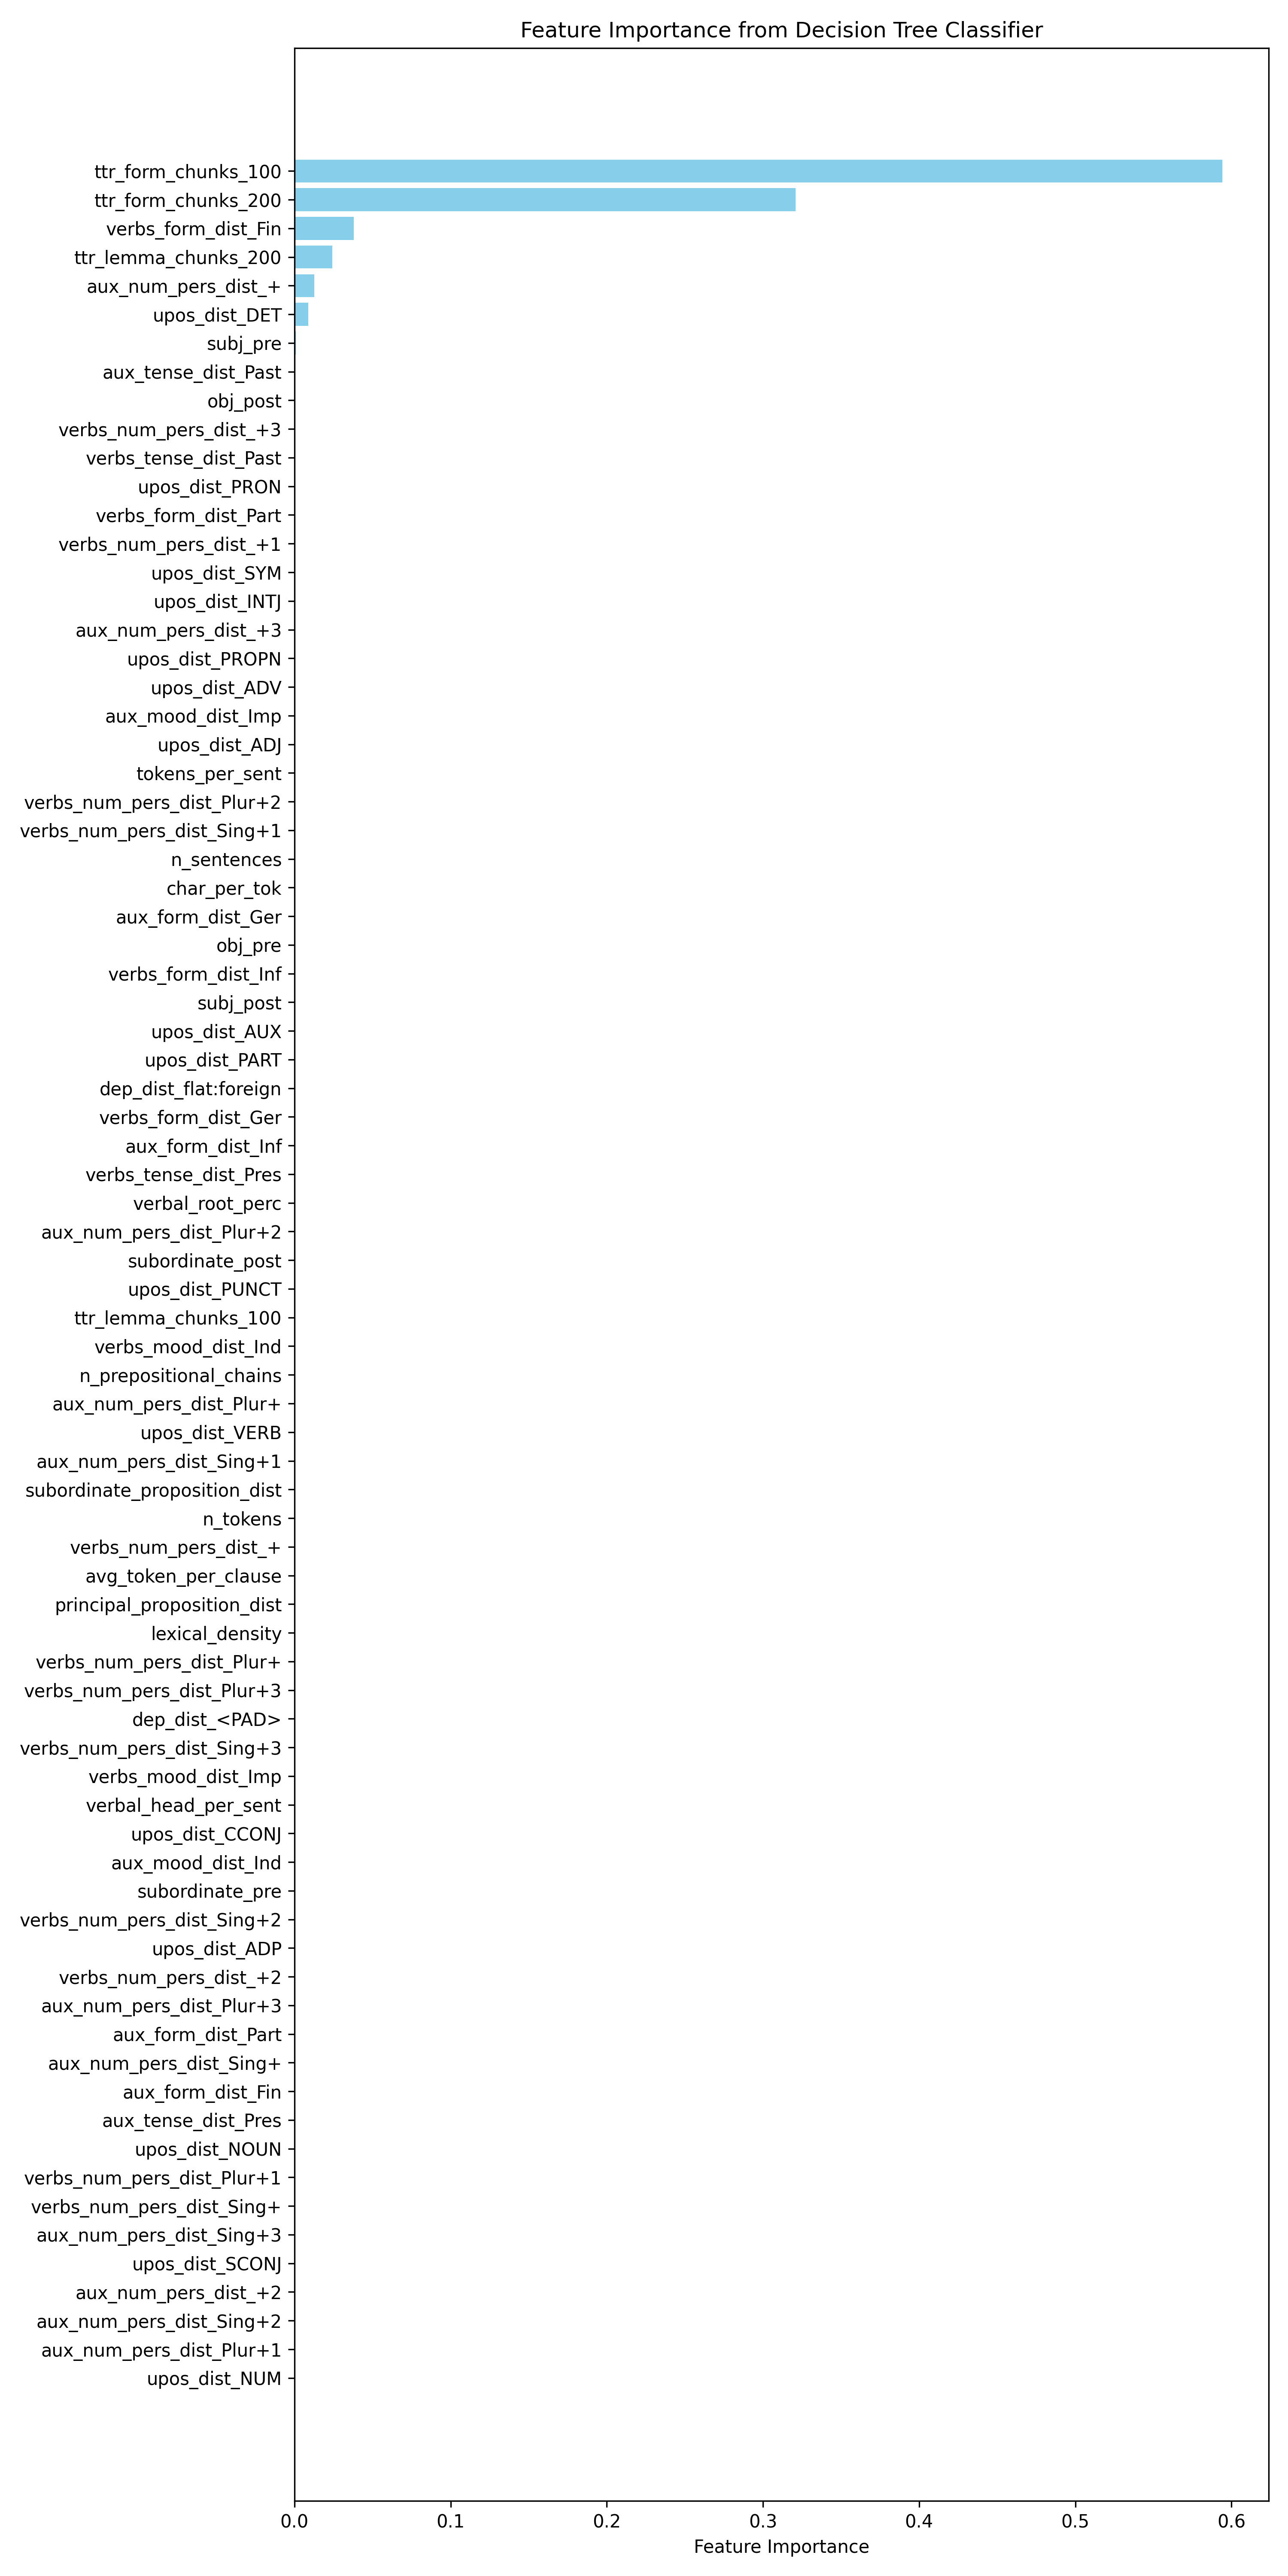 Feature Importance from Decision Tree Classifier
ttr_form_chunks_100
ttr_form_chunks_200
verbs_form_dist_Fin
ttr_lemma_chunks_200
aux_num_pers_dist_+
upos_dist_DET
subj_pre
aux_tense_dist_Past
obj_post
verbs_num_pers_dist_+3
verbs_tense_dist_Past
upos_dist_PRON
verbs_form_dist_Part
verbs_num_pers_dist_+1
upos_dist_SYM
upos_dist_INTJ
aux_num_pers_dist_+3
upos_dist_PROPN
upos_dist_ADV
aux_mood_dist_Imp
upos_dist_ADJ
tokens_per_sent
verbs_num_pers_dist_Plur+2
verbs_num_pers_dist_Sing+1
n_sentences
char_per_tok
aux_form_dist_Ger
obj_pre
verbs_form_dist_Inf
subj_post
upos_dist_AUX
upos_dist_PART
dep_dist_flat:foreign
verbs_form_dist_Ger
aux_form_dist_Inf
verbs_tense_dist_Pres
verbal_root_perc
aux_num_pers_dist_Plur+2
subordinate_post
upos_dist_PUNCT
ttr_lemma_chunks_100
verbs_mood_dist_Ind
n_prepositional_chains
aux_num_pers_dist_Plur+
upos_dist_VERB
aux_num_pers_dist_Sing+1
subordinate_proposition_dist
n_tokens
verbs_num_pers_dist_+
avg_token_per_clause
principal_proposition_dist
lexical_density
verbs_num_pers_dist_Plur+
verbs_num_pers_dist_Plur+3
dep_dist_<PAD>
verbs_num_pers_dist_Sing+3
verbs_mood_dist_Imp
verbal_head_per_sent
upos_dist_CCONJ
aux_mood_dist_Ind
subordinate_pre
verbs_num_pers_dist_Sing+2
upos_dist_ADP
verbs_num_pers_dist_+2
aux_num_pers_dist_Plur+3
aux_form_dist_Part
aux_num_pers_dist_Sing+
aux_form_dist_Fin
aux_tense_dist_Pres
upos_dist_NOUN
verbs_num_pers_dist_Plur+1
verbs_num_pers_dist_Sing+
aux_num_pers_dist_Sing+3
upos_dist_SCONJ
aux_num_pers_dist_+2
aux_num_pers_dist_Sing+2
aux_num_pers_dist_Plur+1
upos_dist_NUM
0.0 0.1 0.2 0.3 0.4 0.5 0.6
Feature Importance